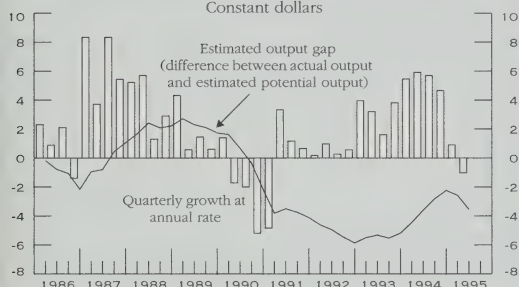 Constant dollars
10
8
6
4
2
0
-2
-4
-6
-8
10
8
6
4
2
0
-2
-4
-6
-8
Estimated output gap
(difference between actual output
and estimated potential output)
Quarterly growth at
annual rate
1986 1987 1988 1989 1990 1991 1992 1993 1994 1995